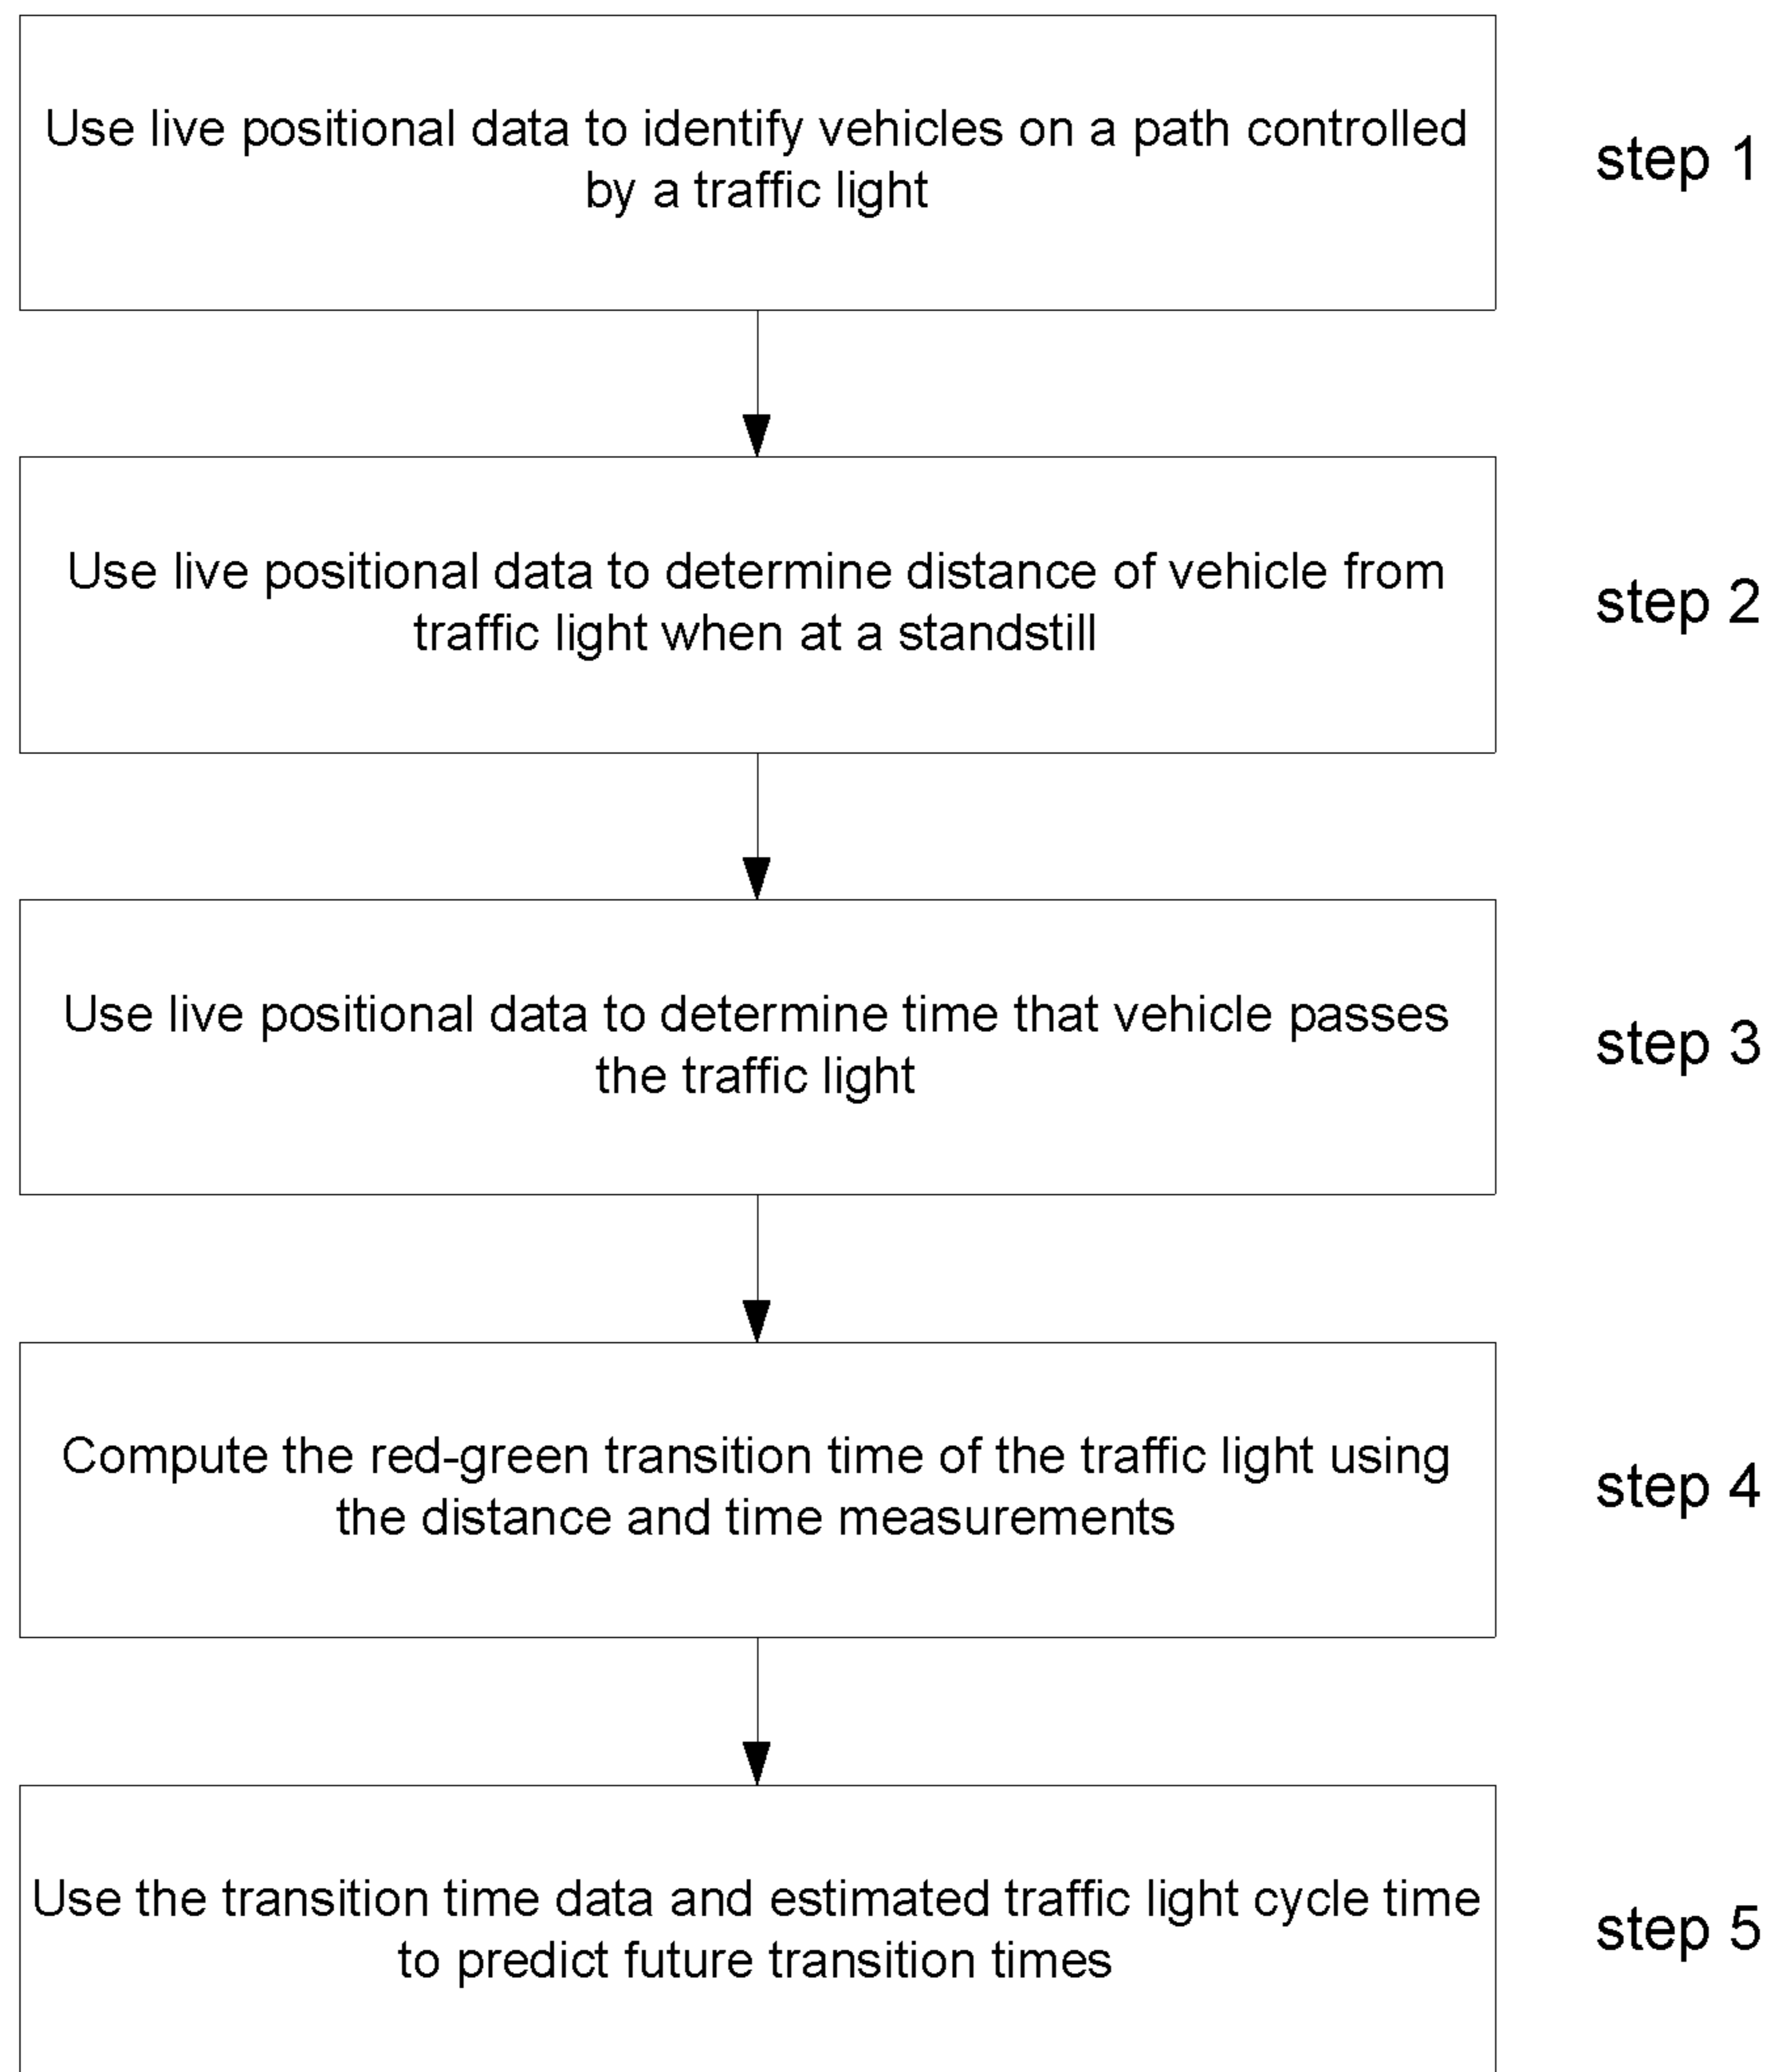 Use live positional data to identify vehicles on a path controlled
by a traffic light
step 1
Use live positional data to determine distance of vehicle from
traffic light when at a standstill
step 2
Use live positional data to determine time that vehicle passes
the traffic light
step 3
Compute the red-green transition time of the traffic light using
the distance and time measurements
step 4
Use the transition time data and estimated traffic light cycle time
to predict future transition times
step 5